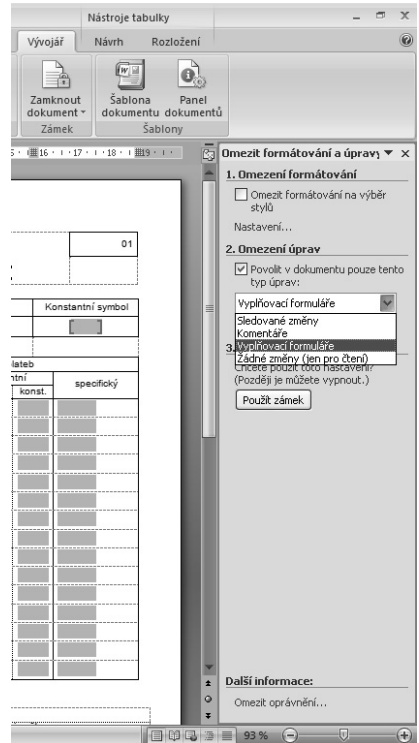 Nástroje tabulky
Vývojář Návrh Rozložení
Zamknout dokument
Šablona dokumentu
Panel dokumentů
Zámek Šablony
16 17 18 19
01
Konstantní symbol
lateb
ntní
konst.
specifický
Omezit formátování a úpravy
1. Omezení formátování
Omezit formátování na výběr
stylů
Nastavení...
2. Omezení úprav
Povolit v dokumentu pouze tento
typ úprav:
Vyplňovací formuláře
Sledované změny
Komentáře
Vyplňovací formuláře
Žádné změny (jen pro čtení)
3.
Chcete použít toto nastavení?
(Později je můžete vypnout.)
Použít zámek
Další informace:
Omezit oprávnění...
93 %